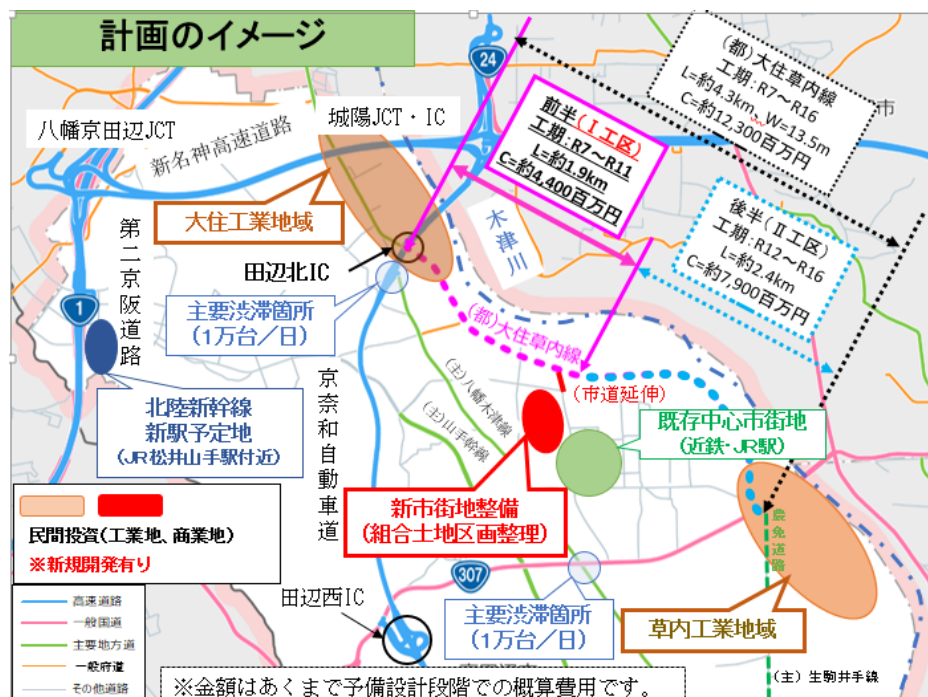 計画のイメージ
24
(都)大住草内線
工期:R7～R16
L=約4.3km、W=13.5m
C=約12,300百万円
市
前半(Ⅰ工区)
工期:R7～R11
L=約1.9km
C=約4,400百万円
城陽JCT・IC
八幡京田辺JCT
新名神高速道路
大住工業地域
木津川
後半(Ⅱ工区)
工期:R12～R16
L=約2.4km
C=約7,900百万円
第二京阪道路
田辺北IC
1
主要渋滞箇所
(1万台／日)
(都)大住草内線
京奈和自動車道
(主)八幡木津線
(主)山手幹線
(市道延伸)
北陸新幹線
新駅予定地
(JR松井山手駅付近)
既存中心市街地
(近鉄・JR駅)
民間投資(工業地、商業地)
※新規開発有り
新市街地整備
(組合土地区画整理)
農免道路
307
田辺西IC
主要渋滞箇所
(1万台／日)
草内工業地域
高速道路
一般国道
主要地方道
一般府道
その他道路
(主)生駒井手線
※金額はあくまで予備設計段階での概算費用です。